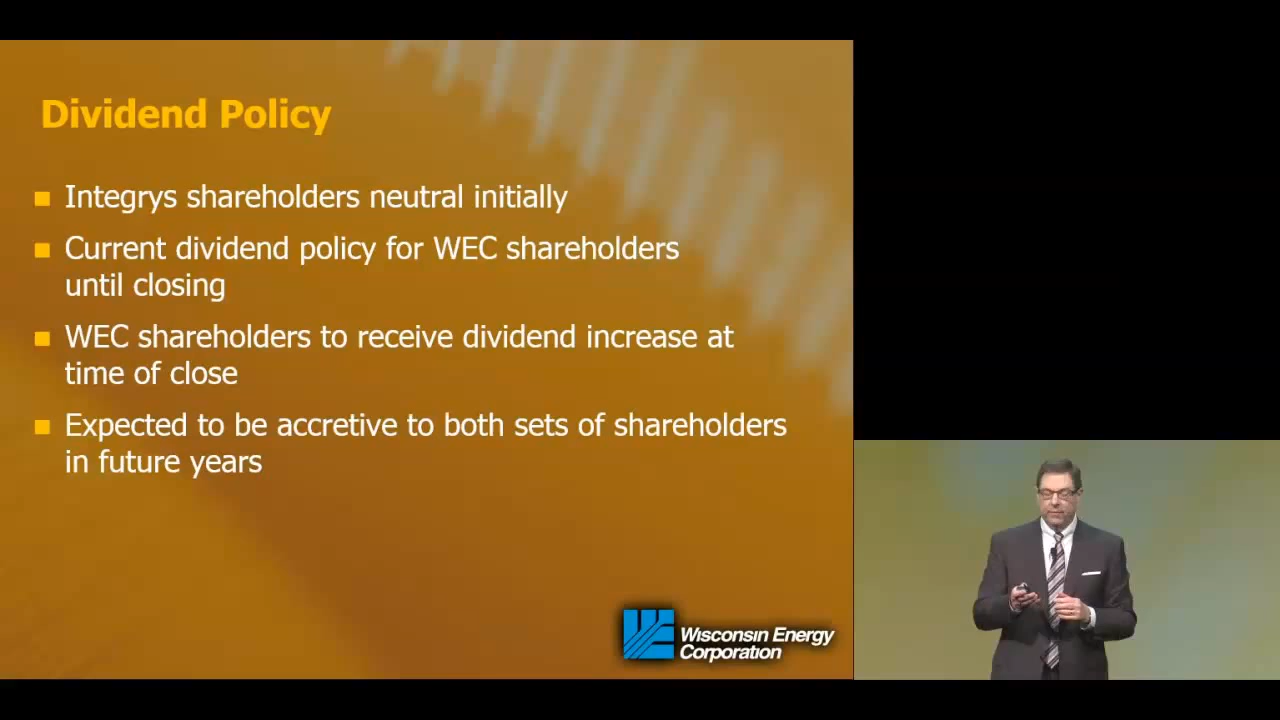 Dividend Policy
Integrys shareholders neutral initially
Current dividend policy for WEC shareholders
until closing
WEC shareholders to receive dividend increase at
time of close
Expected to be accretive to both sets of shareholders
in future years
Wisconsin Energy
Corporation